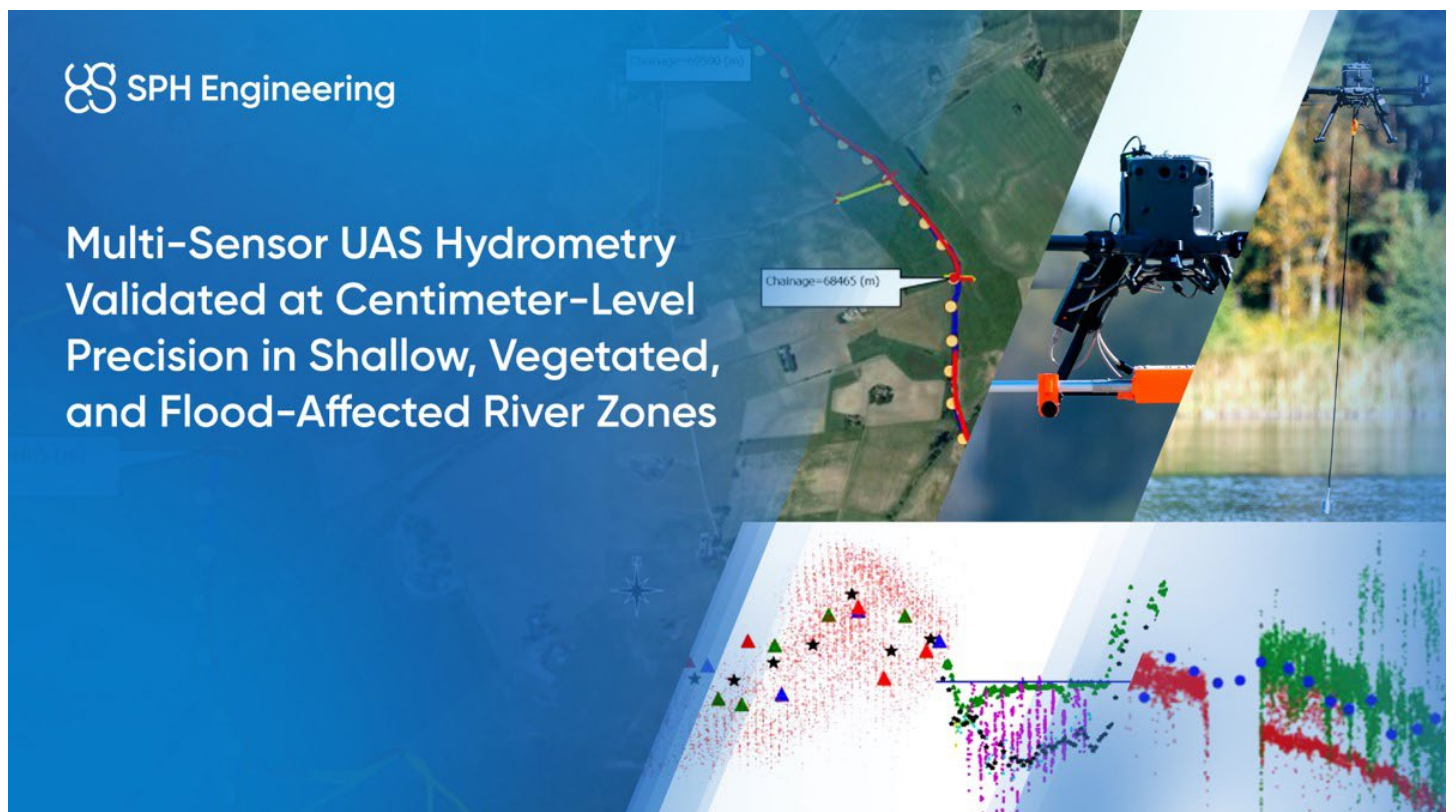 SPH Engineering
Multi-Sensor UAS Hydrometry
Validated at Centimeter-Level
Precision in Shallow, Vegetated,
and Flood-Affected River Zones
Chainage=68465 (m)